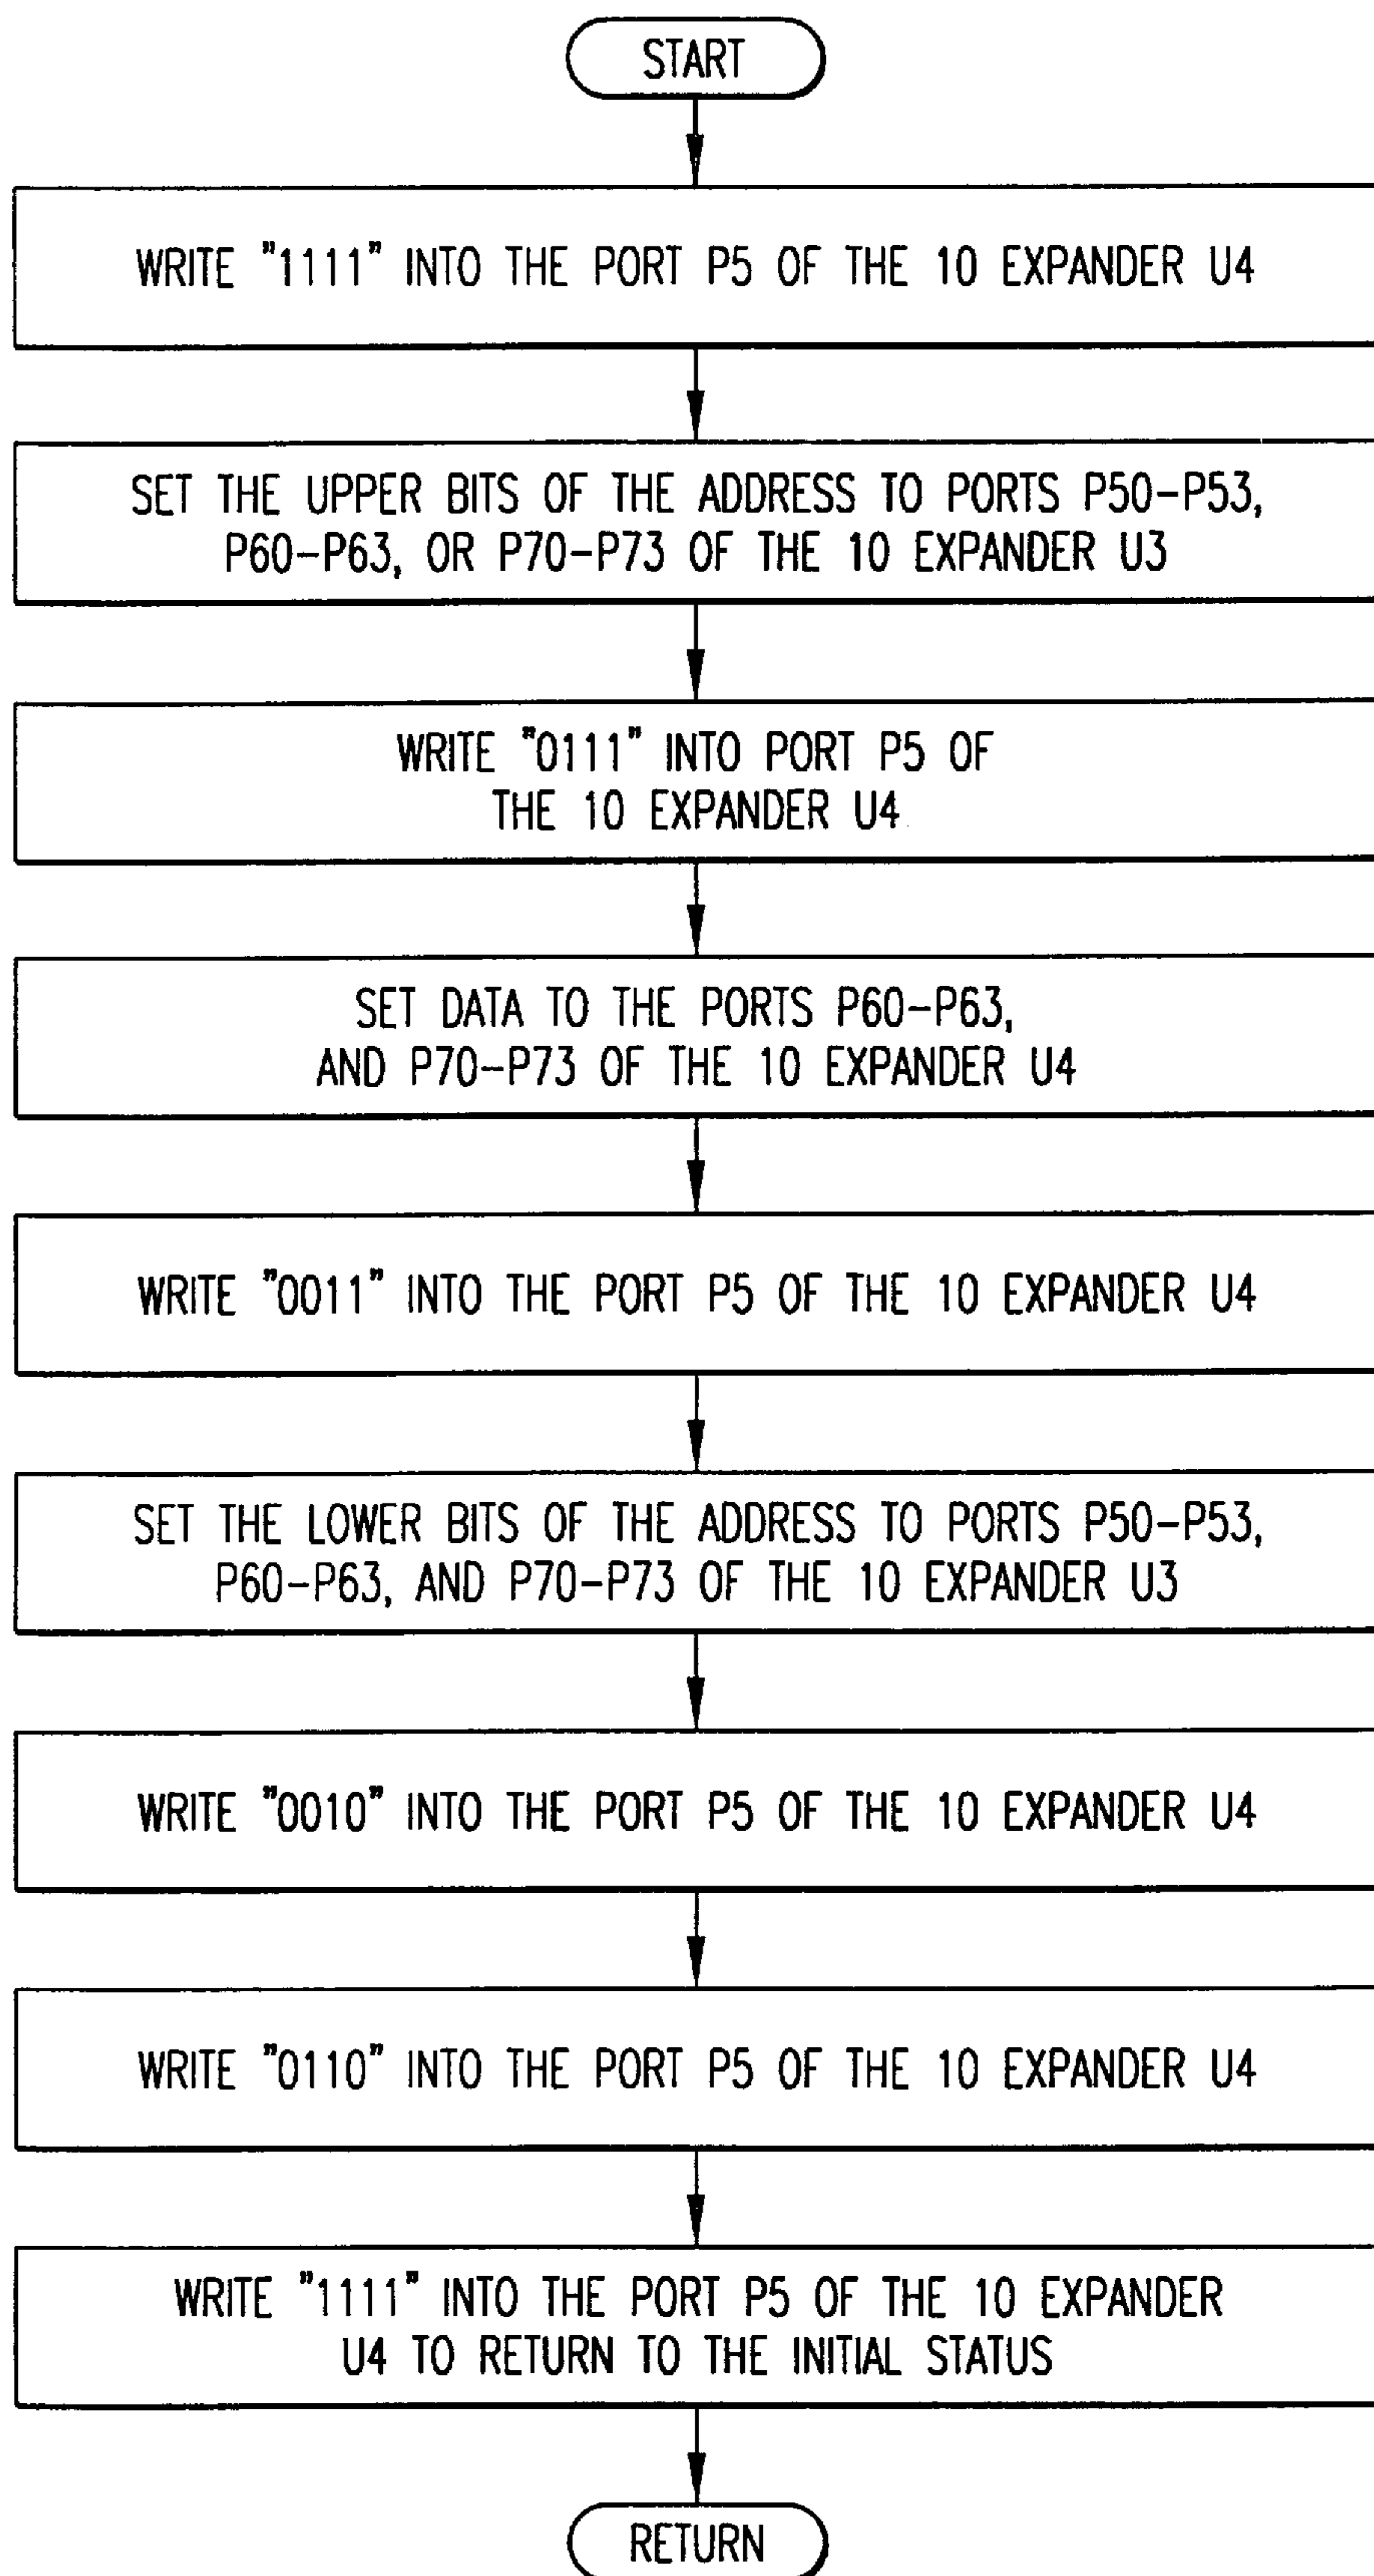 START
WRITE "1111" INTO THE PORT P5 OF THE 10 EXPANDER U4
SET THE UPPER BITS OF THE ADDRESS TO PORTS P50-P53,
P60-P63, OR P70-P73 OF THE 10 EXPANDER U3
WRITE "0111" INTO PORT P5 OF
THE 10 EXPANDER U4
SET DATA TO THE PORTS P60-P63,
AND P70-P73 OF THE 10 EXPANDER U4
WRITE "0011" INTO THE PORT P5 OF THE 10 EXPANDER U4
SET THE LOWER BITS OF THE ADDRESS TO PORTS P50-P53,
P60-P63, AND P70-P73 OF THE 10 EXPANDER U3
WRITE "0010" INTO THE PORT P5 OF THE 10 EXPANDER U4
WRITE "0110" INTO THE PORT P5 OF THE 10 EXPANDER U4
WRITE "1111" INTO THE PORT P5 OF THE 10 EXPANDER
U4 TO RETURN TO THE INITIAL STATUS
RETURN